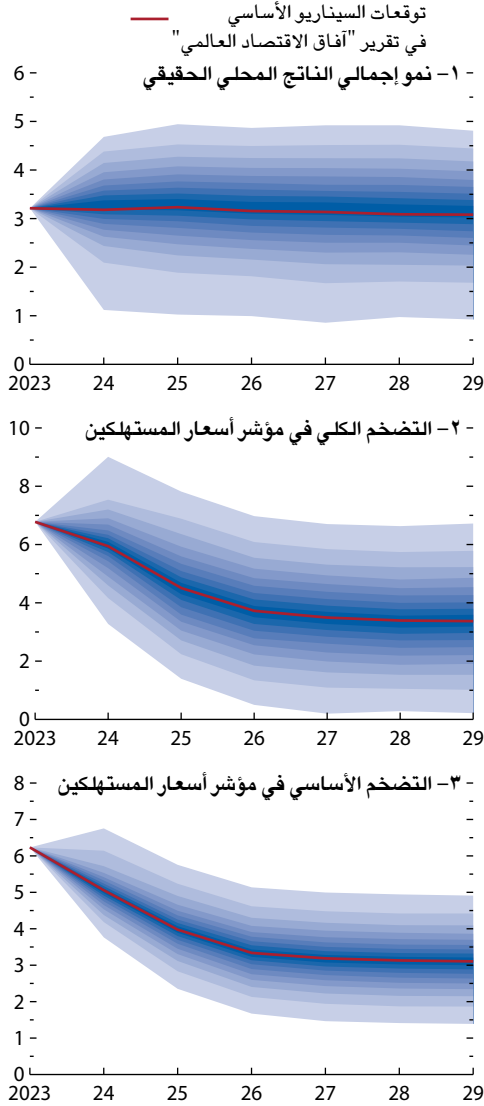 توقعات السيناريو الأساسي
في تقرير "آفاق الاقتصاد العالمي"
١– نمو إجمالي الناتج المحلي الحقيقي
6
5
4
3
2
1
0
2023 24 25 26 27 28 29
٢– التضخم الكلي في مؤشر أسعار المستهلكين
10
8
6
4
2
0
2023 24 25 26 27 28 29
٣– التضخم الأساسي في مؤشر أسعار المستهلكين
8
7
6
5
4
3
2
1
0
2023 24 25 26 27 28 29